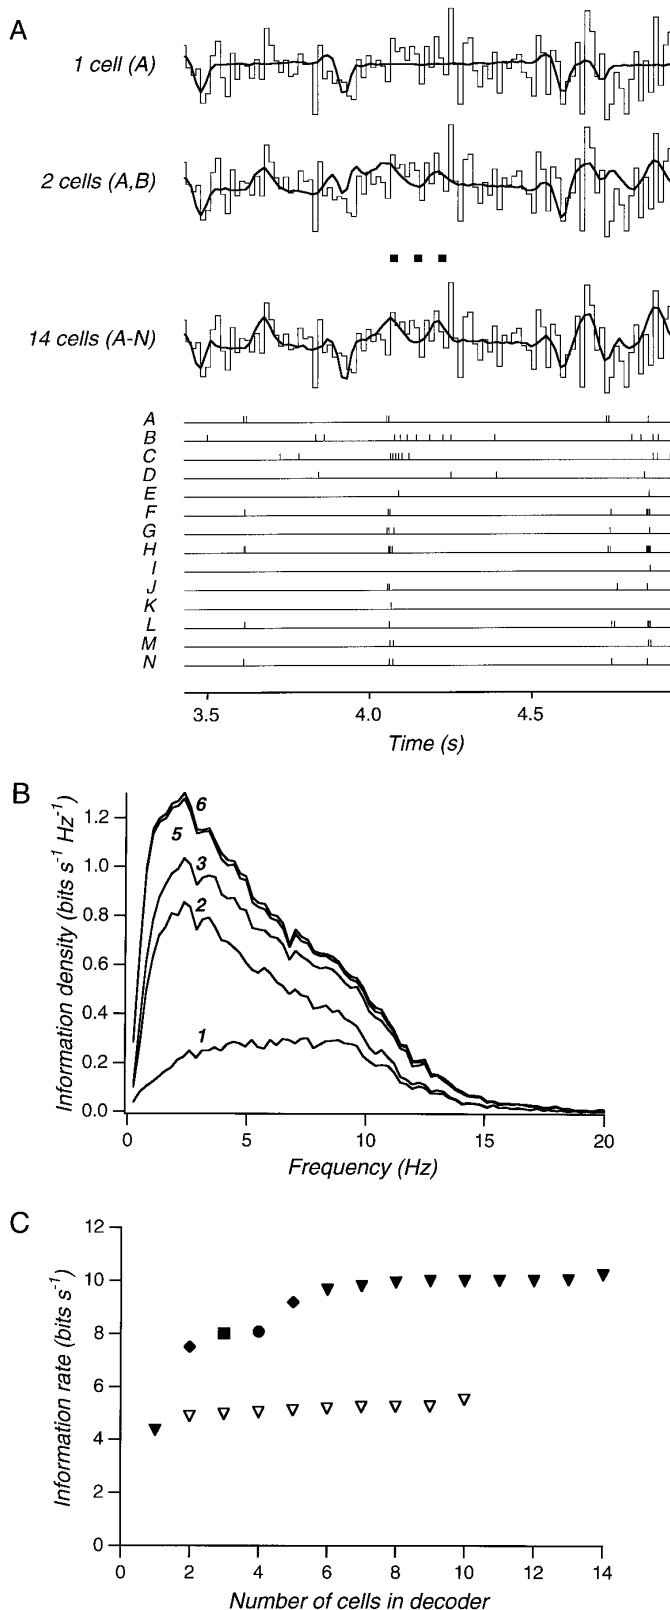 A
1 cell (A)
2 cells (A,B)
14 cells (A-N)
A
B
C
D
E
F
G
H
I
J
K
L
M
N
3.5 4.0 4.5
Time (s)
B
Information density (bits s⁻¹ Hz⁻¹)
1.2
1.0
0.8
0.6
0.4
0.2
0.0
6
5
3
2
1
0 5 10 15 20
Frequency (Hz)
C
Information rate (bits s⁻¹)
12
10
8
6
4
2
0
0 2 4 6 8 10 12 14
Number of cells in decoder